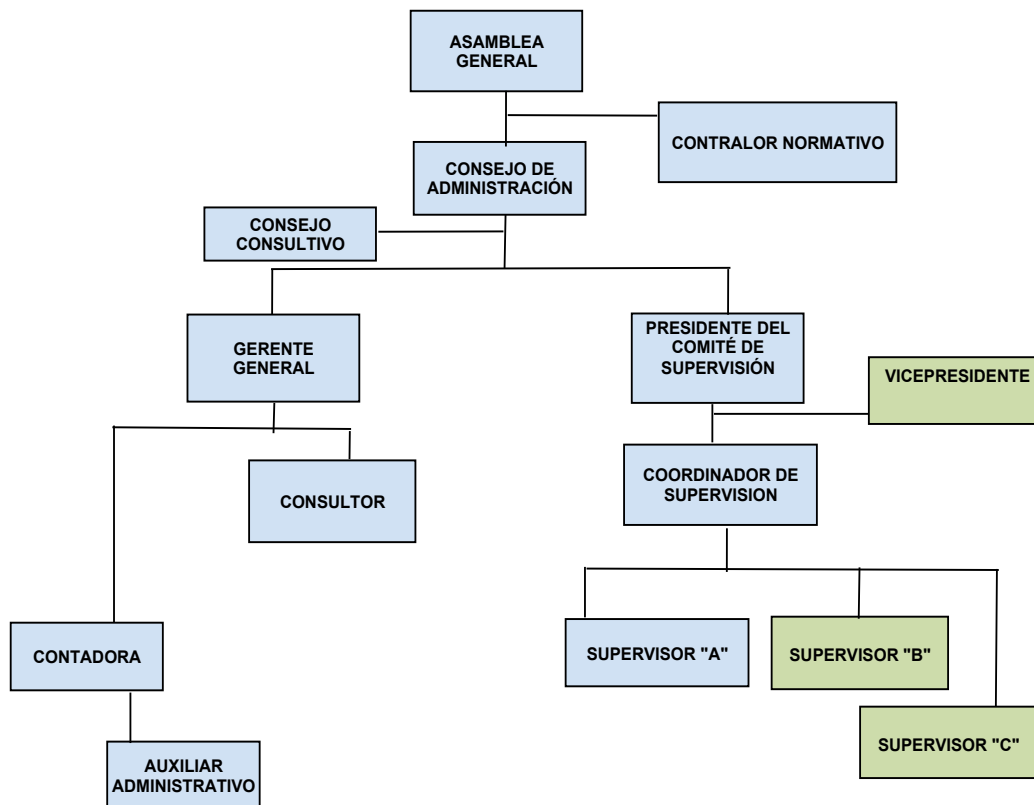 ASAMBLEA
GENERAL
CONTRALOR NORMATIVO
CONSEJO DE
ADMINISTRACIÓN
CONSEJO
CONSULTIVO
GERENTE
GENERAL
PRESIDENTE DEL
COMITÉ DE
SUPERVISIÓN
VICEPRESIDENTE
CONSULTOR
COORDINADOR DE
SUPERVISION
CONTADORA
SUPERVISOR "A"
SUPERVISOR "B"
SUPERVISOR "C"
AUXILIAR
ADMINISTRATIVO